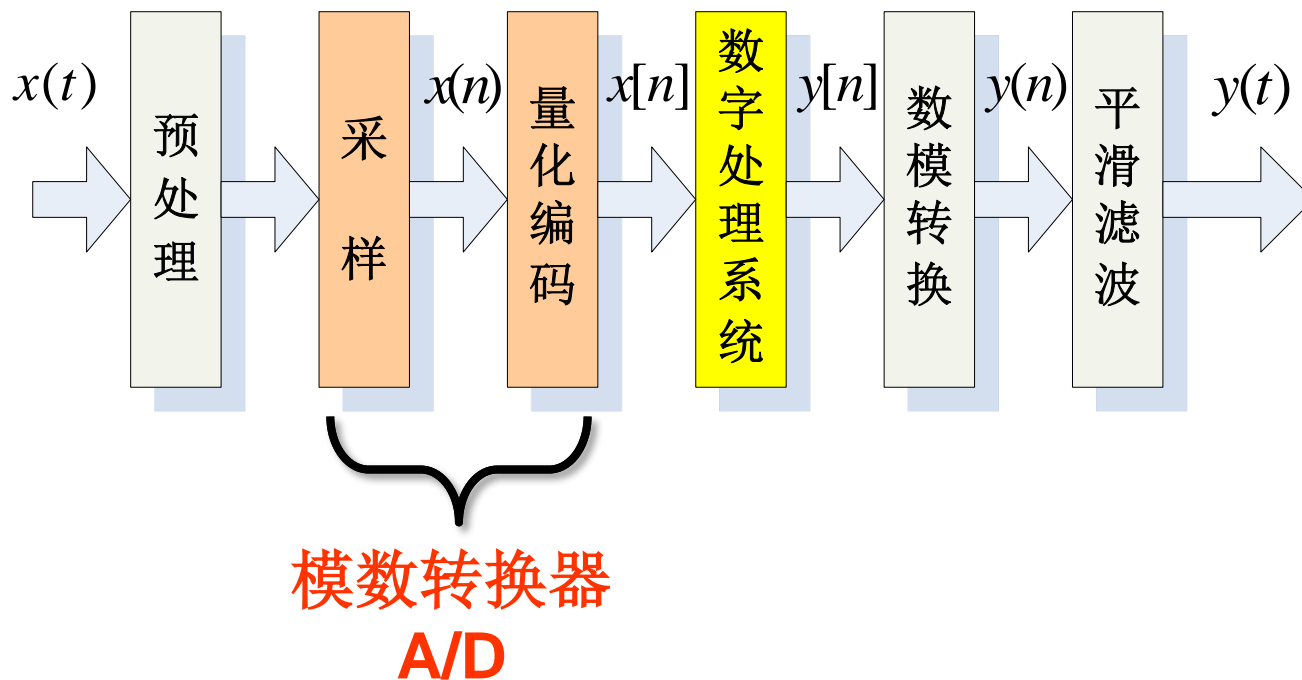 x(t)
预处理
采样
x(n)
量化编码
x[n]
数字处理系统
y[n]
数模转换
y(n)
平滑滤波
y(t)
模数转换器
A/D